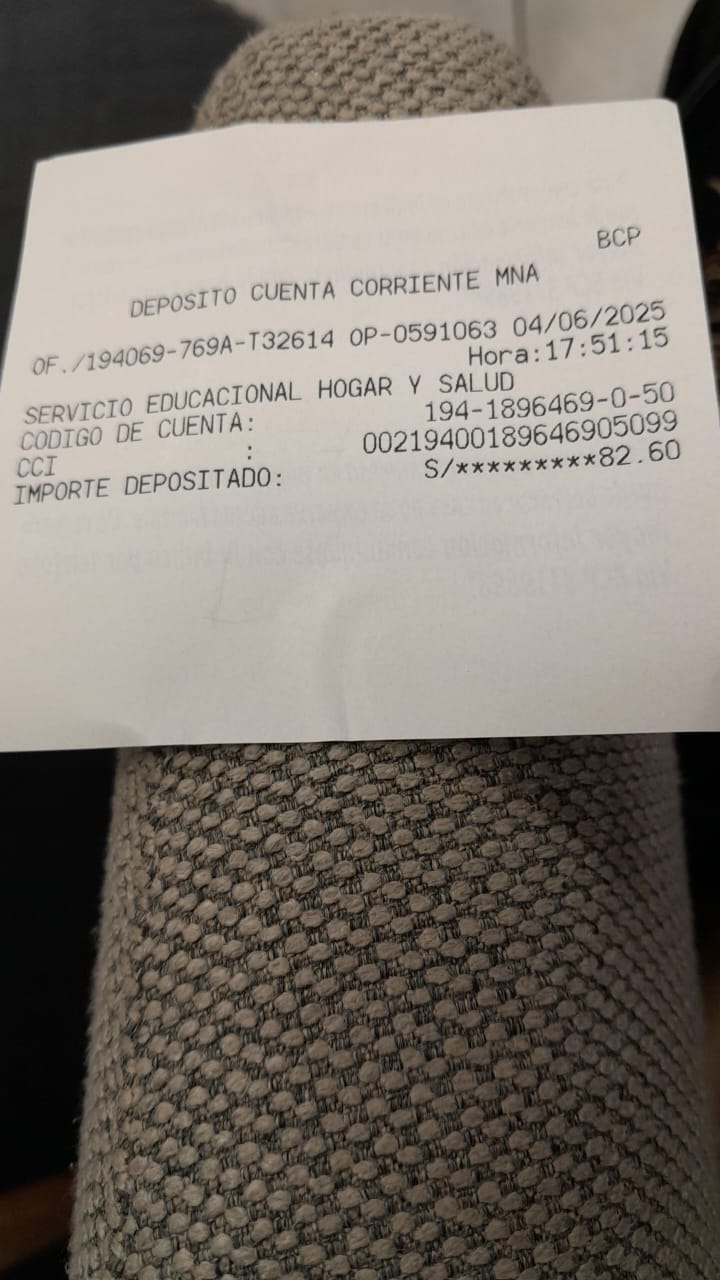 BCP
DEPOSITO CUENTA CORRIENTE MNA
OF./194069-769A-T32614 OP-0591063 04/06/2025
Hora:17:51:15
SERVICIO EDUCACIONAL HOGAR Y SALUD
CODIGO DE CUENTA: 194-1896469-0-50
CCI : 00219400189646905099
IMPORTE DEPOSITADO: S/*********82.60